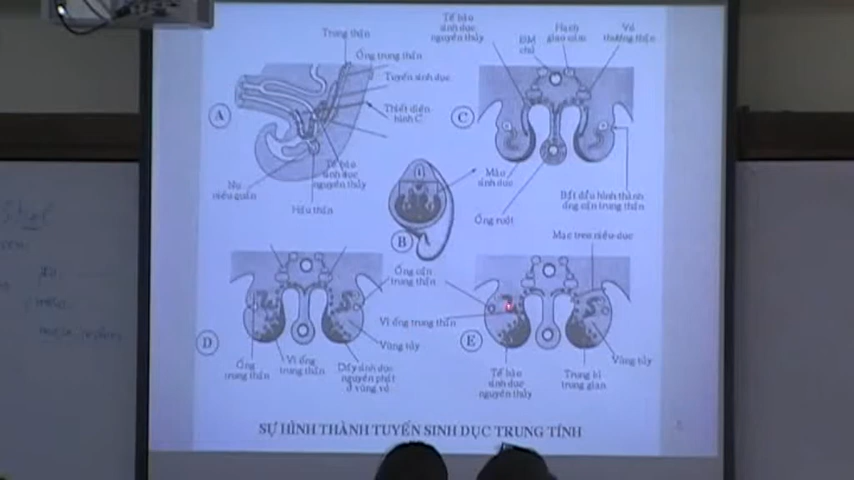 Trung thận
Ống trung thận
Tuyến sinh dục
Thiết diện
hình C
A
Tế bào
sinh dục
nguyên thủy
Nụ
niệu quản
Hậu thận
Tế bào
sinh dục
nguyên thủy
ĐM
chủ
Hạch
giao cảm
Vỏ
thượng thận
C
Mào
sinh dục
Ống ruột
Bắt đầu hình thành
ống cận trung thận
B
Mạc treo niệu-dục
Ống cận
trung thận
Vi ống trung thận
Vùng tủy
D
Ống
trung thận
Vi ống
trung thận
Dây sinh dục
nguyên phát
ở vùng vỏ
E
Tế bào
sinh dục
nguyên thủy
Trung bì
trung gian
Vùng tủy
SỰ HÌNH THÀNH TUYẾN SINH DỤC TRUNG TÍNH